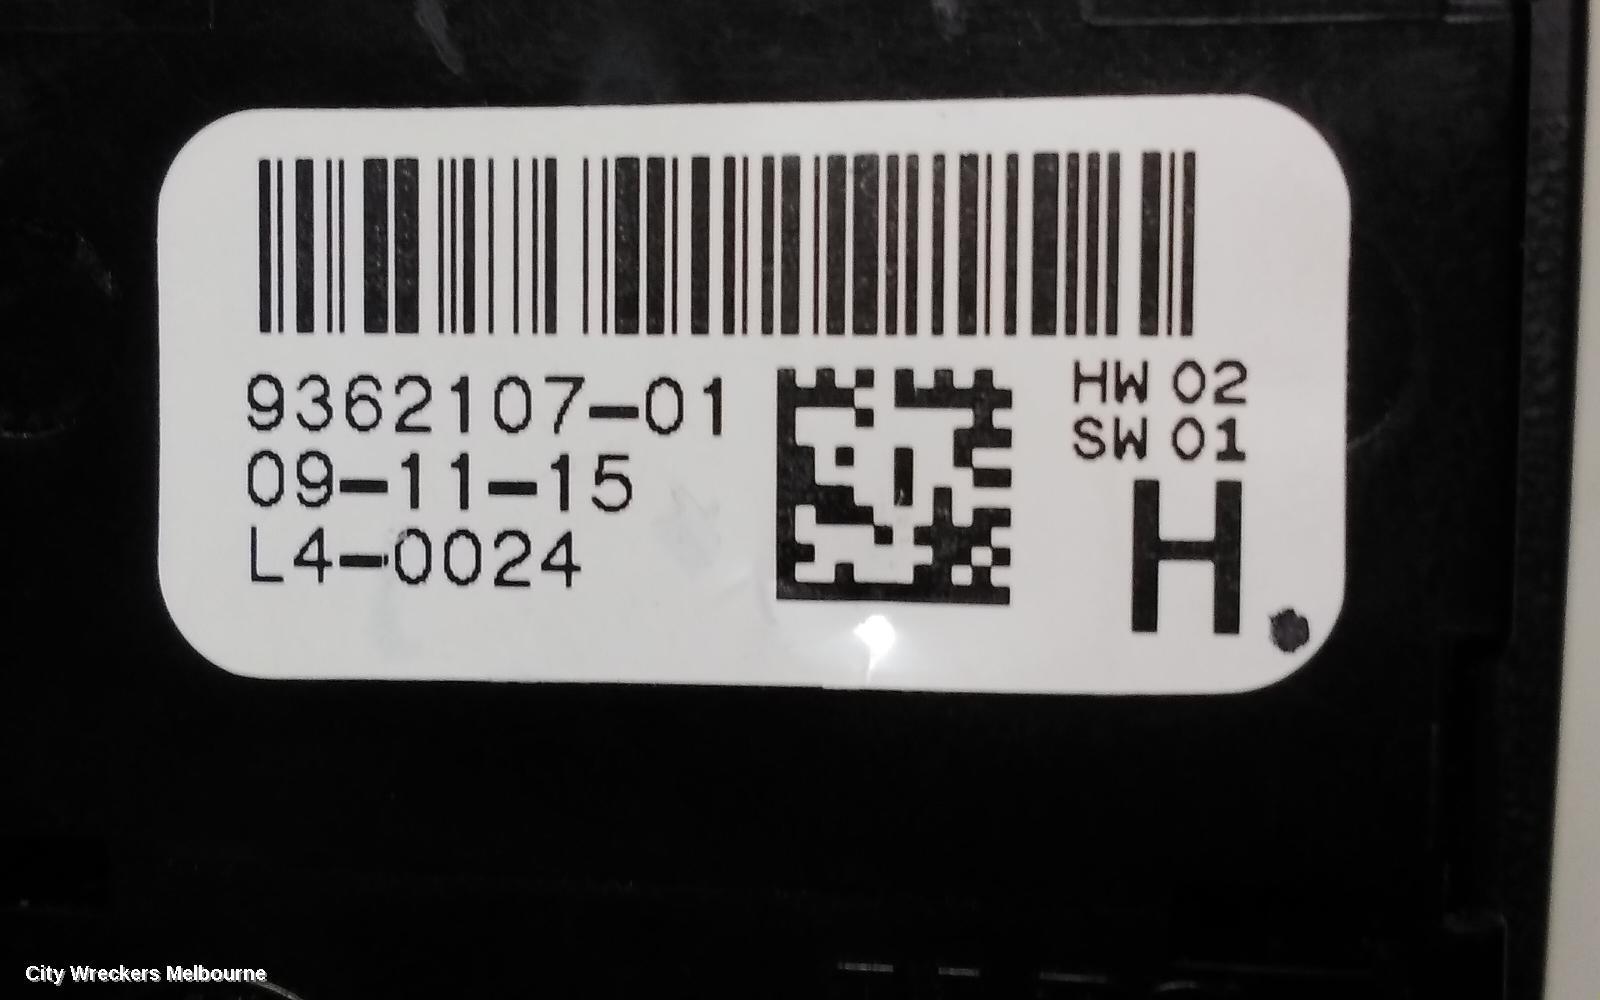 9362107-01
09-11-15
L4-0024
HW 02
SW 01
H
City Wreckers Melbourne